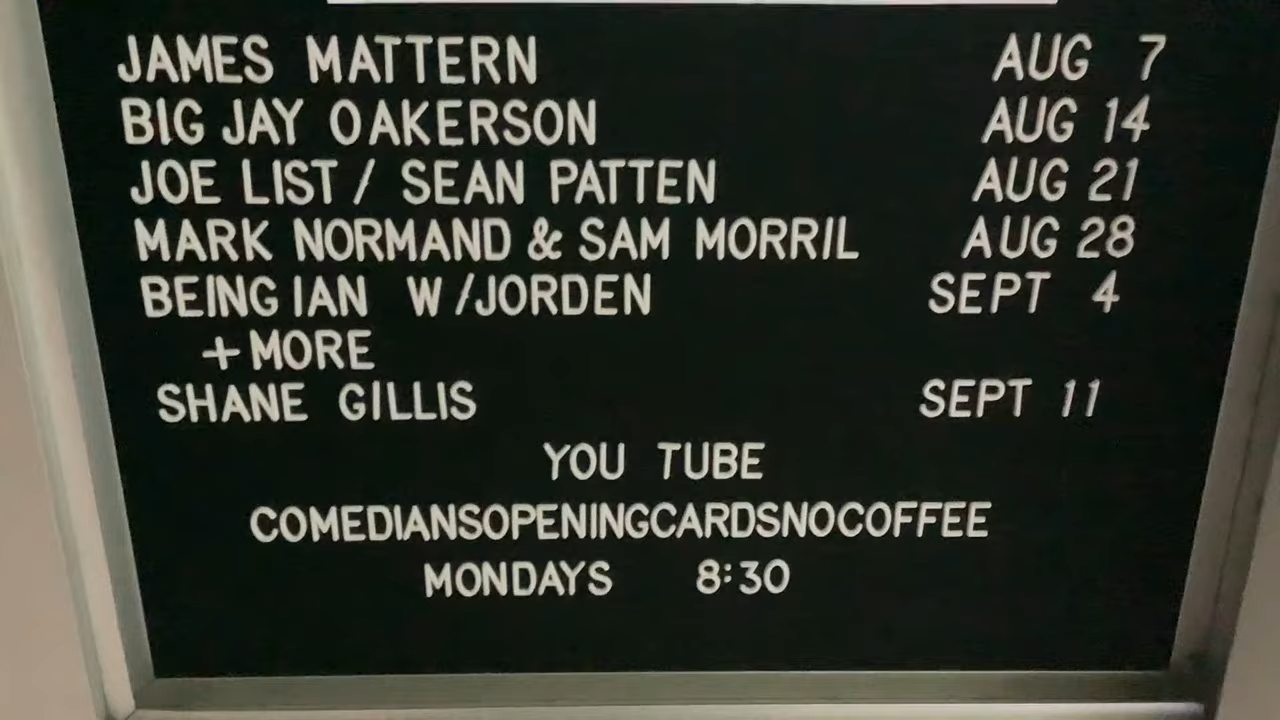 JAMES MATTERN AUG 7
BIG JAY OAKERSON AUG 14
JOE LIST / SEAN PATTEN AUG 21
MARK NORMAND & SAM MORRIL AUG 28
BEING IAN W/JORDEN SEPT 4
+MORE
SHANE GILLIS SEPT 11
YOU TUBE
COMEDIANSOPENINGCARDSNOCOFFEE
MONDAYS 8:30